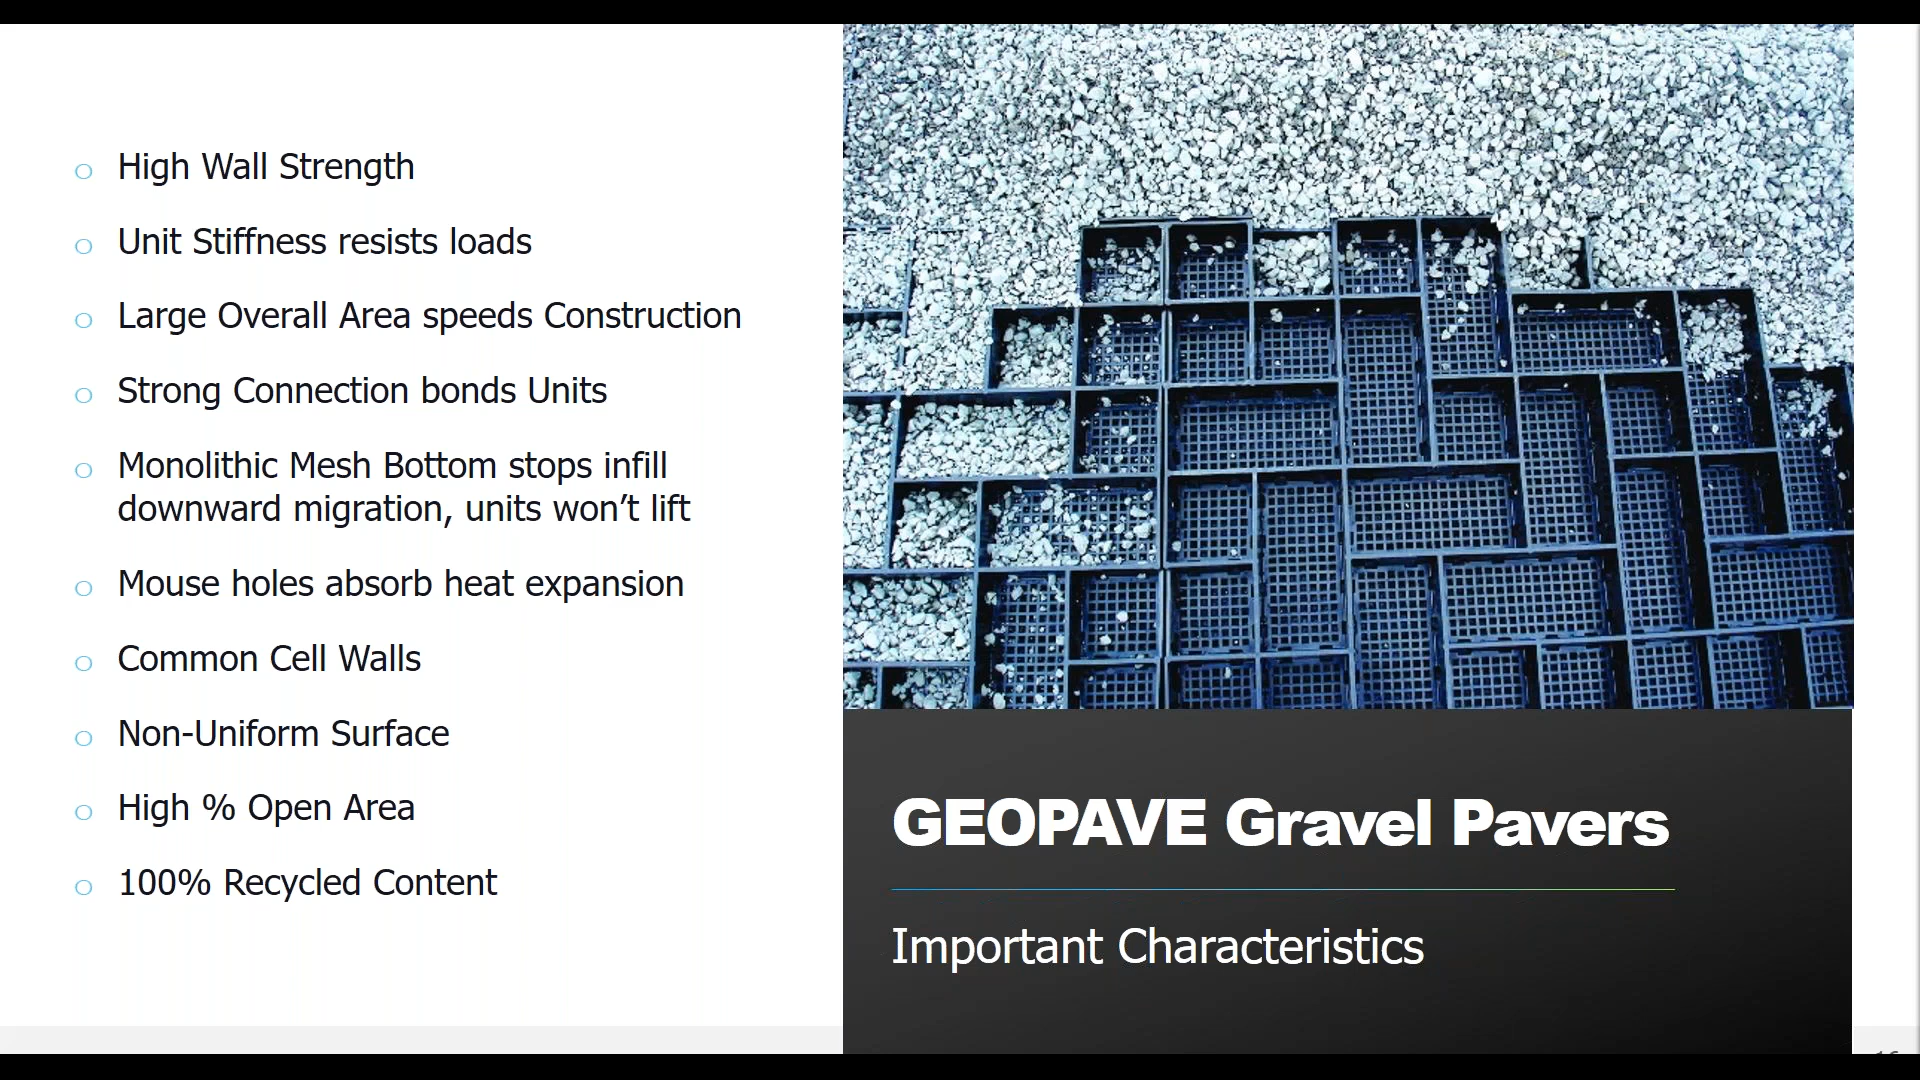 High Wall Strength
Unit Stiffness resists loads
Large Overall Area speeds Construction
Strong Connection bonds Units
Monolithic Mesh Bottom stops infill
downward migration, units won’t lift
Mouse holes absorb heat expansion
Common Cell Walls
Non-Uniform Surface
High % Open Area
100% Recycled Content
GEOPAVE Gravel Pavers
Important Characteristics